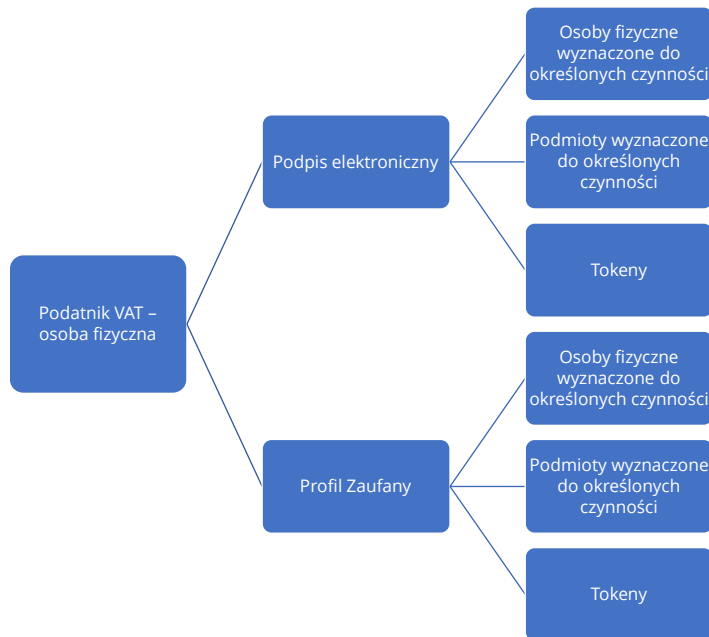 Osoby fizyczne
wyznaczone do
określonych czynności
Podpis elektroniczny
Podmioty wyznaczone
do określonych
czynności
Tokeny
Podatnik VAT –
osoba fizyczna
Osoby fizyczne
wyznaczone do
określonych czynności
Profil Zaufany
Podmioty wyznaczone
do określonych
czynności
Tokeny